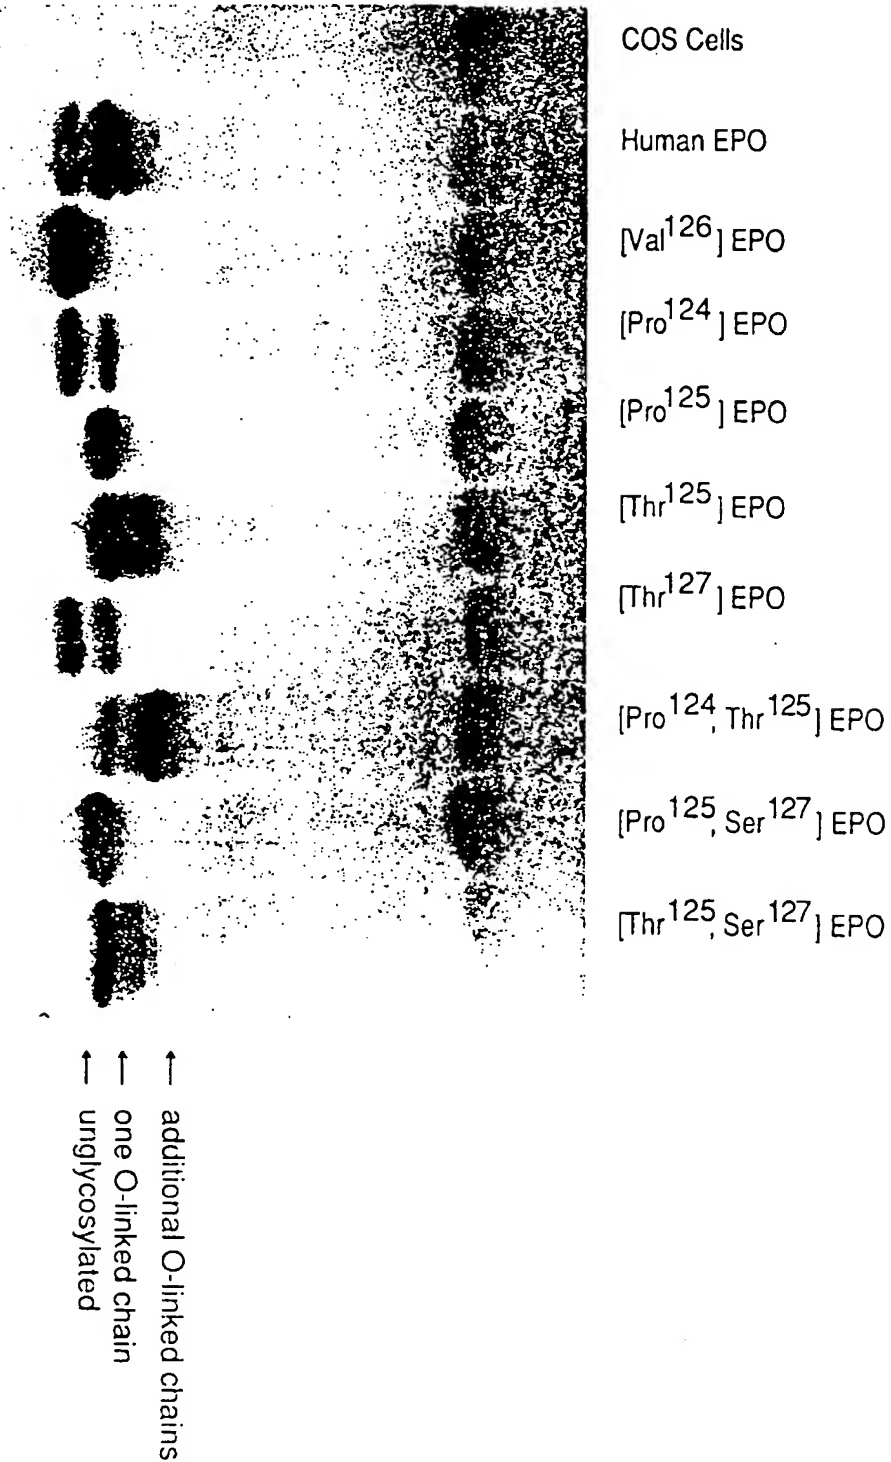 COS Cells
Human EPO
[Val126] EPO
[Pro124] EPO
[Pro125] EPO
[Thr125] EPO
[Thr127] EPO
[Pro124, Thr125] EPO
[Pro125, Ser127] EPO
[Thr125, Ser127] EPO
additional O-linked chains
one O-linked chain
unglycosylated